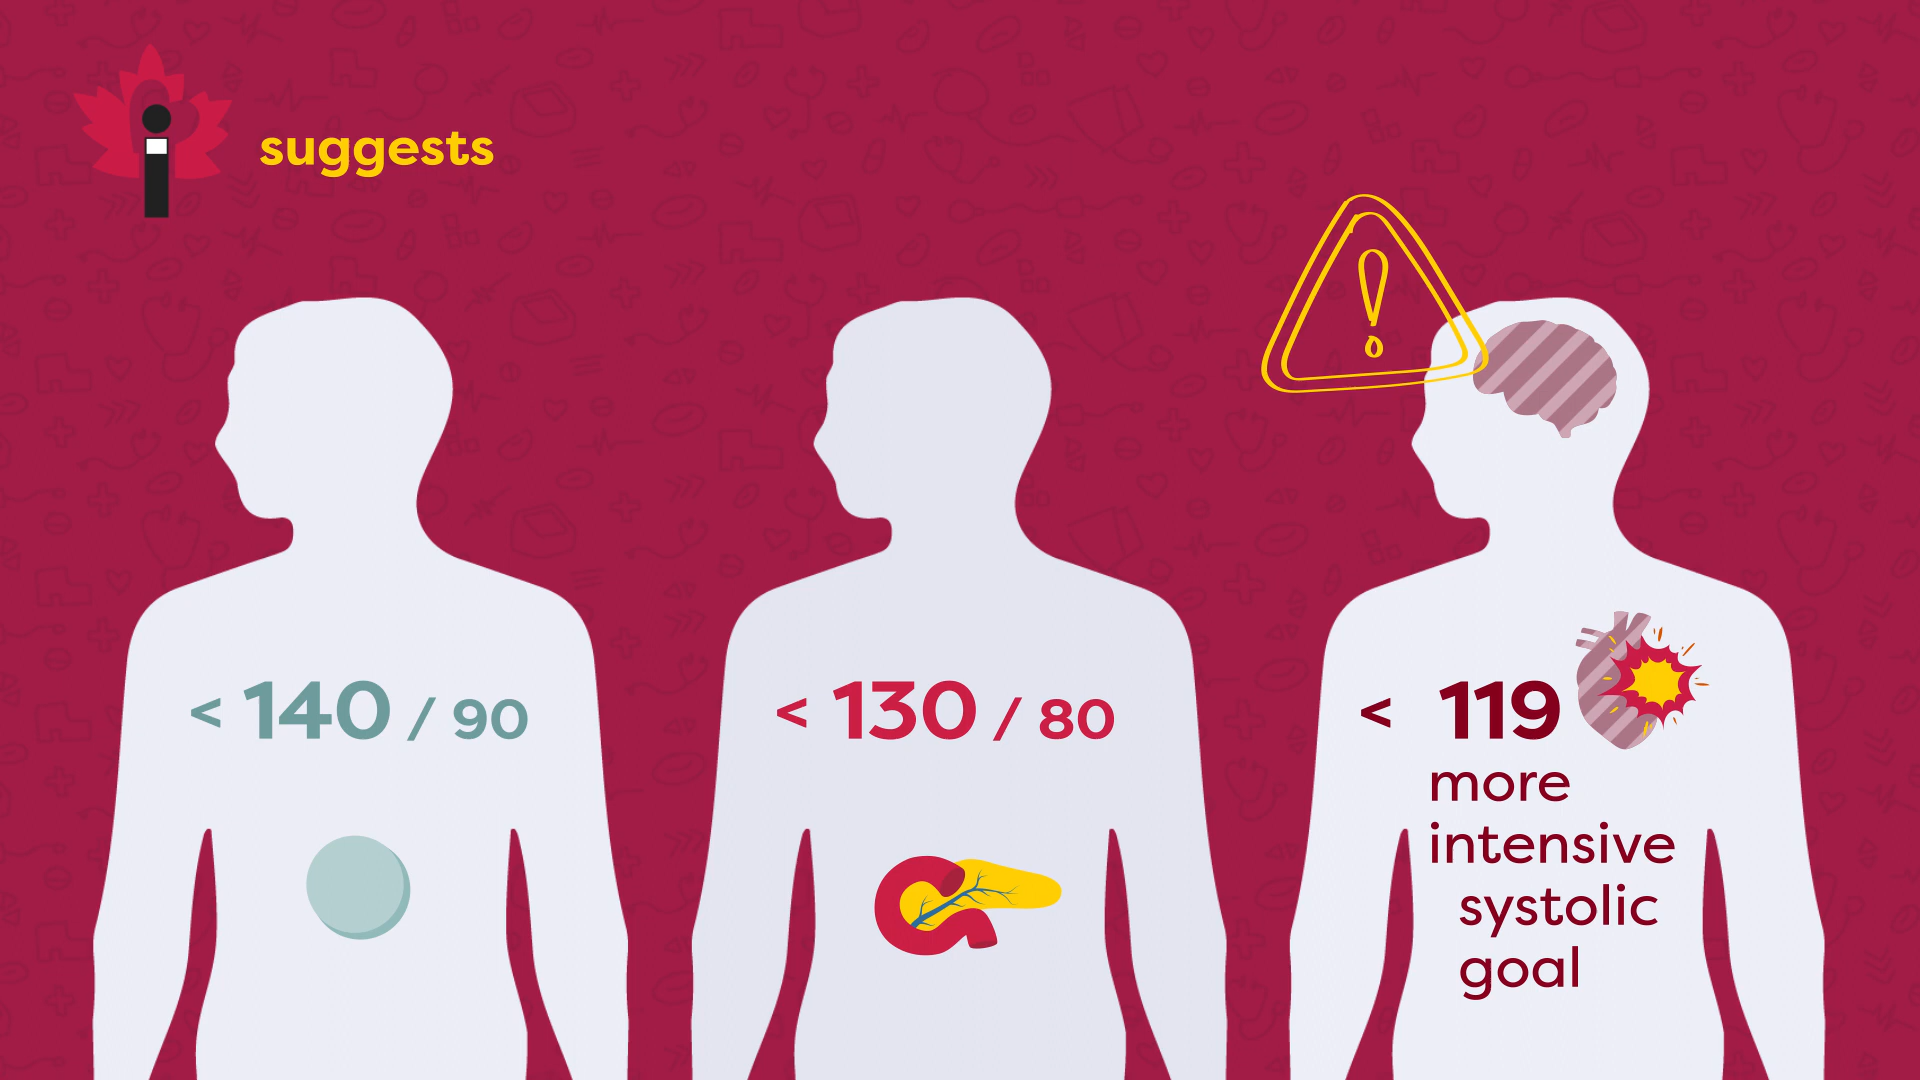 suggests
< 140 / 90
< 130 / 80
< 119
more
intensive
systolic
goal